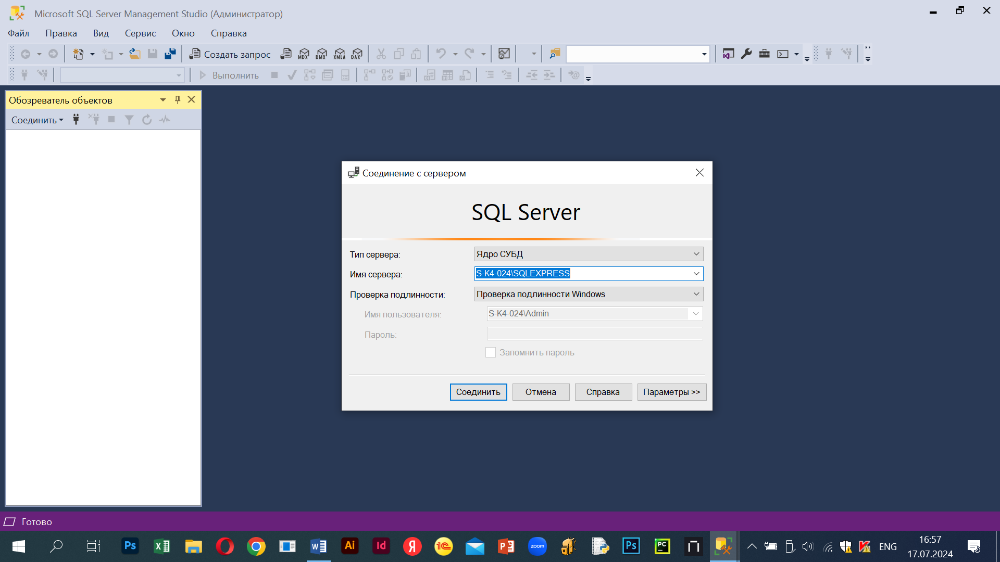 Microsoft SQL Server Management Studio (Администратор)
Файл Правка Вид Сервис Окно Справка
Создать запрос MDX DMX XMLA DAX
Выполнить
Обозреватель объектов
Соединить
Соединение с сервером
SQL Server
Тип сервера: Ядро СУБД
Имя сервера: S-K4-024\SQLEXPRESS
Проверка подлинности: Проверка подлинности Windows
Имя пользователя: S-K4-024\Admin
Пароль:
Запомнить пароль
Соединить Отмена Справка Параметры >>
Готово
Ps X W Ai Id Я 1С P zoom Ps PC ENG
16:57
17.07.2024